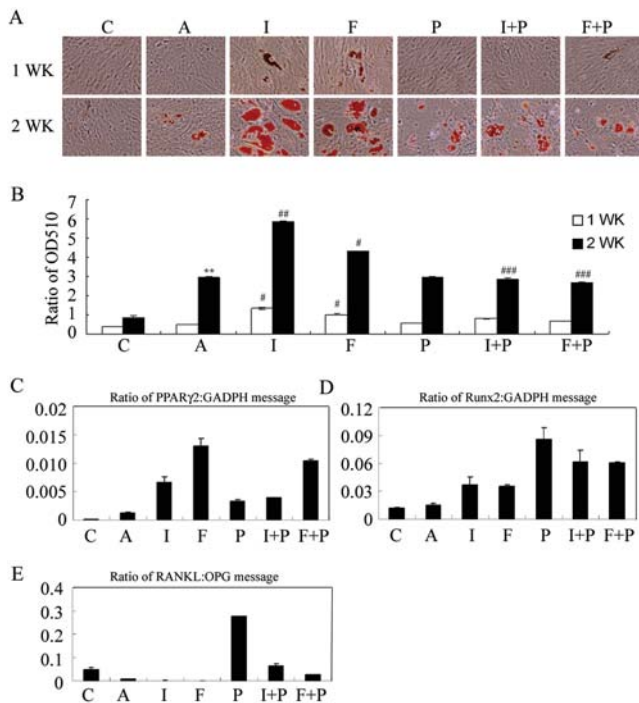 A
C A I F P I+P F+P
1 WK
2 WK
B
Ratio of OD510
7
6
5
4
3
2
1
0
** # ## # # ### ###
1 WK
2 WK
C A I F P I+P F+P
C
Ratio of PPARγ2:GADPH message
0.02
0.015
0.01
0.005
0
C A I F P I+P F+P
D
Ratio of Runx2:GADPH message
0.12
0.09
0.06
0.03
0
C A I F P I+P F+P
E
Ratio of RANKL:OPG message
0.4
0.3
0.2
0.1
0
C A I F P I+P F+P